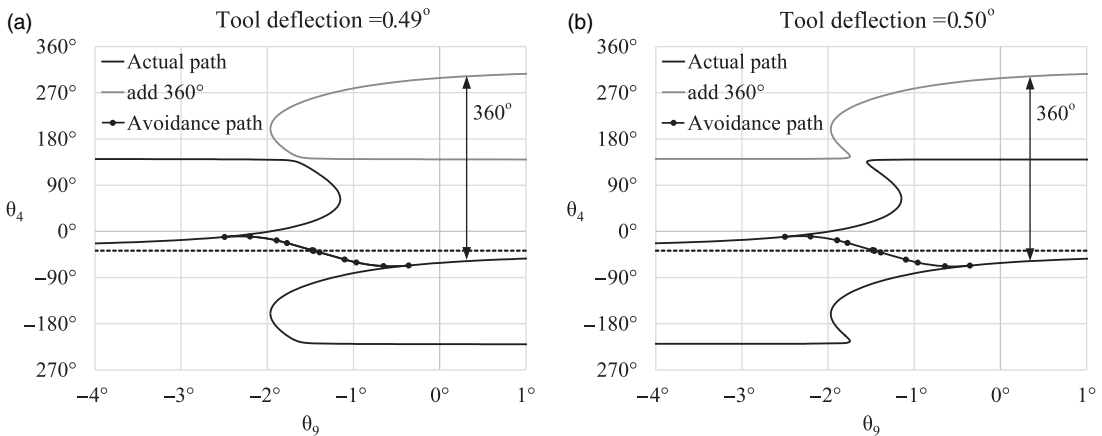 (a)
Tool deflection =0.49°
360°
270°
180°
90°
0°
−90°
−180°
270°
θ4
Actual path
add 360°
Avoidance path
360°
−4°
−3°
−2°
−1°
0°
1°
θ9
(b)
Tool deflection =0.50°
360°
270°
180°
90°
0°
−90°
−180°
270°
θ4
Actual path
add 360°
Avoidance path
360°
−4°
−3°
−2°
−1°
0°
1°
θ9